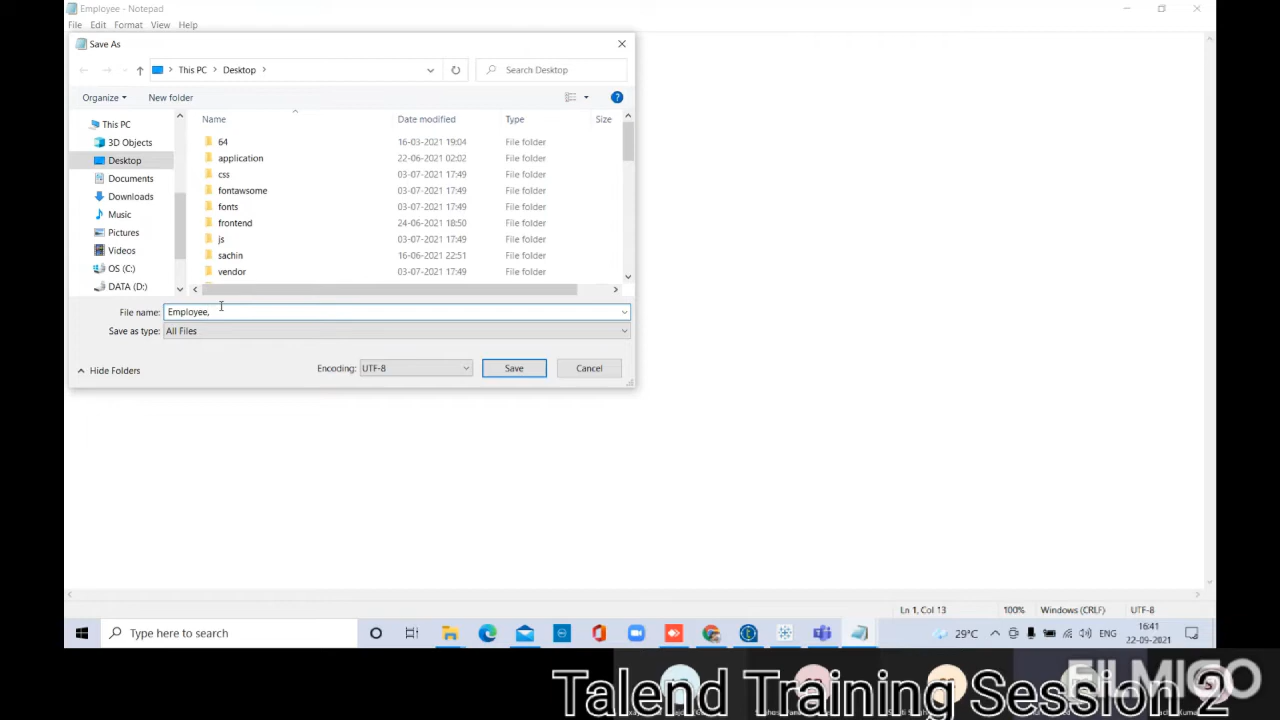 Employee - Notepad
File Edit Format View Help
Save As
This PC Desktop
Search Desktop
Organize New folder
Name Date modified Type Size
This PC
3D Objects
Desktop
Documents
Downloads
Music
Pictures
Videos
OS (C:)
DATA (D:)
64 16-03-2021 19:04 File folder
application 22-06-2021 02:02 File folder
css 03-07-2021 17:49 File folder
fontawsome 03-07-2021 17:49 File folder
fonts 03-07-2021 17:49 File folder
frontend 24-06-2021 18:50 File folder
js 03-07-2021 17:49 File folder
sachin 16-06-2021 22:51 File folder
vendor 03-07-2021 17:49 File folder
File name: Employee,
Save as type: All Files
Hide Folders
Encoding: UTF-8
Save Cancel
Ln 1, Col 13 100% Windows (CRLF) UTF-8
Type here to search
29°C ENG
16:41
22-09-2021
FILMIGO
Talend Training Session 2